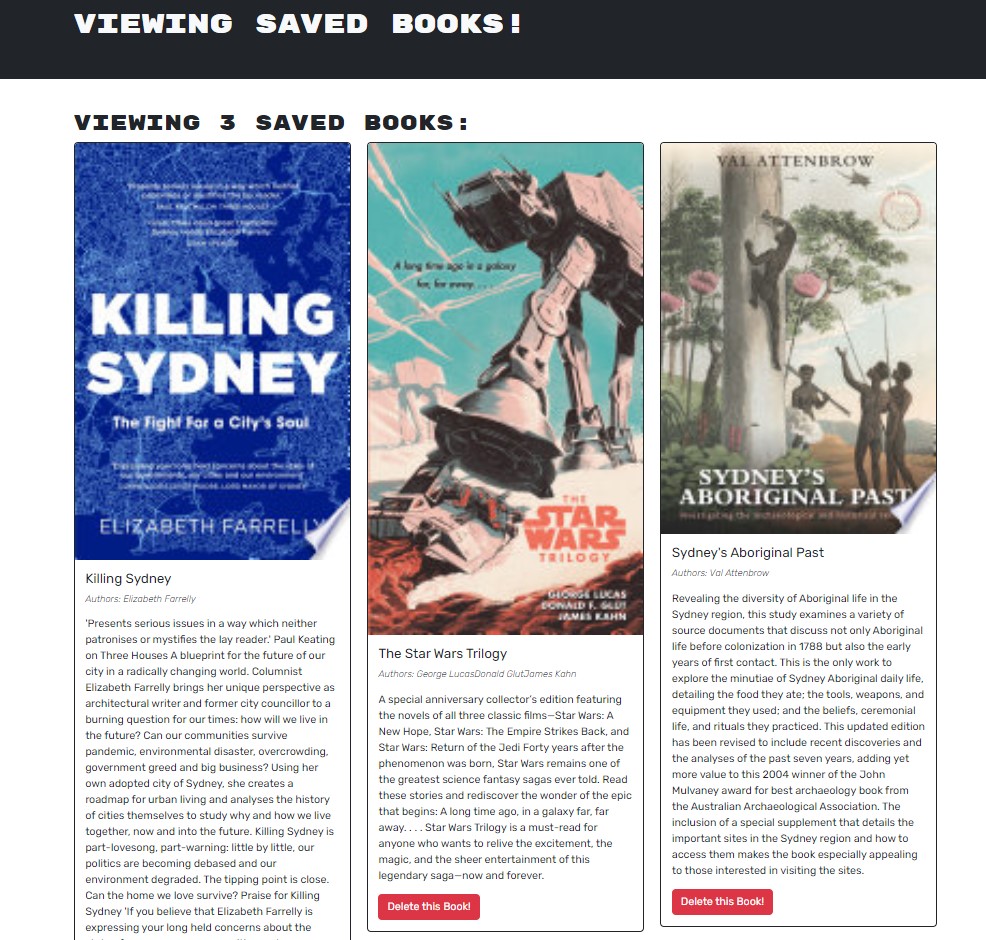 VIEWING SAVED BOOKS!
VIEWING 3 SAVED BOOKS:
KILLING
SYDNEY
The Fight For a City's Soul
ELIZABETH FARRELLY
Killing Sydney
Authors: Elizabeth Farrelly
'Presents serious issues in a way which neither
patronises or mystifies the lay reader.' Paul Keating
on Three Houses A blueprint for the future of our
city in a radically changing world. Columnist
Elizabeth Farrelly brings her unique perspective as
architectural writer and former city councillor to a
burning question for our times: how will we live in
the future? Can our communities survive
pandemic, environmental disaster, overcrowding,
government greed and big business? Using her
own adopted city of Sydney, she creates a
roadmap for urban living and analyses the history
of cities themselves to study why and how we live
together, now and into the future. Killing Sydney is
part-lovesong, part-warning: little by little, our
politics are becoming debased and our
environment degraded. The tipping point is close.
Can the home we love survive? Praise for Killing
Sydney 'If you believe that Elizabeth Farrelly is
expressing your long held concerns about the
A long time ago in a galaxy
far, far away. . . .
THE
STAR
WARS
TRILOGY
GEORGE LUCAS
DONALD F. GLUT
JAMES KAHN
The Star Wars Trilogy
Authors: George LucasDonald GlutJames Kahn
A special anniversary collector's edition featuring
the novels of all three classic films—Star Wars: A
New Hope, Star Wars: The Empire Strikes Back, and
Star Wars: Return of the Jedi Forty years after the
phenomenon was born, Star Wars remains one of
the greatest science fantasy sagas ever told. Read
these stories and rediscover the wonder of the epic
that begins: A long time ago, in a galaxy far, far
away. . . . Star Wars Trilogy is a must-read for
anyone who wants to relive the excitement, the
magic, and the sheer entertainment of this
legendary saga—now and forever.
Delete this Book!
VAL ATTENBROW
SYDNEY'S
ABORIGINAL PAST
Sydney's Aboriginal Past
Authors: Val Attenbrow
Revealing the diversity of Aboriginal life in the
Sydney region, this study examines a variety of
source documents that discuss not only Aboriginal
life before colonization in 1788 but also the early
years of first contact. This is the only work to
explore the minutiae of Sydney Aboriginal daily life,
detailing the food they ate; the tools, weapons, and
equipment they used; and the beliefs, ceremonial
life, and rituals they practiced. This updated edition
has been revised to include recent discoveries and
the analyses of the past seven years, adding yet
more value to this 2004 winner of the John
Mulvaney award for best archaeology book from
the Australian Archaeological Association. The
inclusion of a special supplement that details the
important sites in the Sydney region and how to
access them makes the book especially appealing
to those interested in visiting the sites.
Delete this Book!